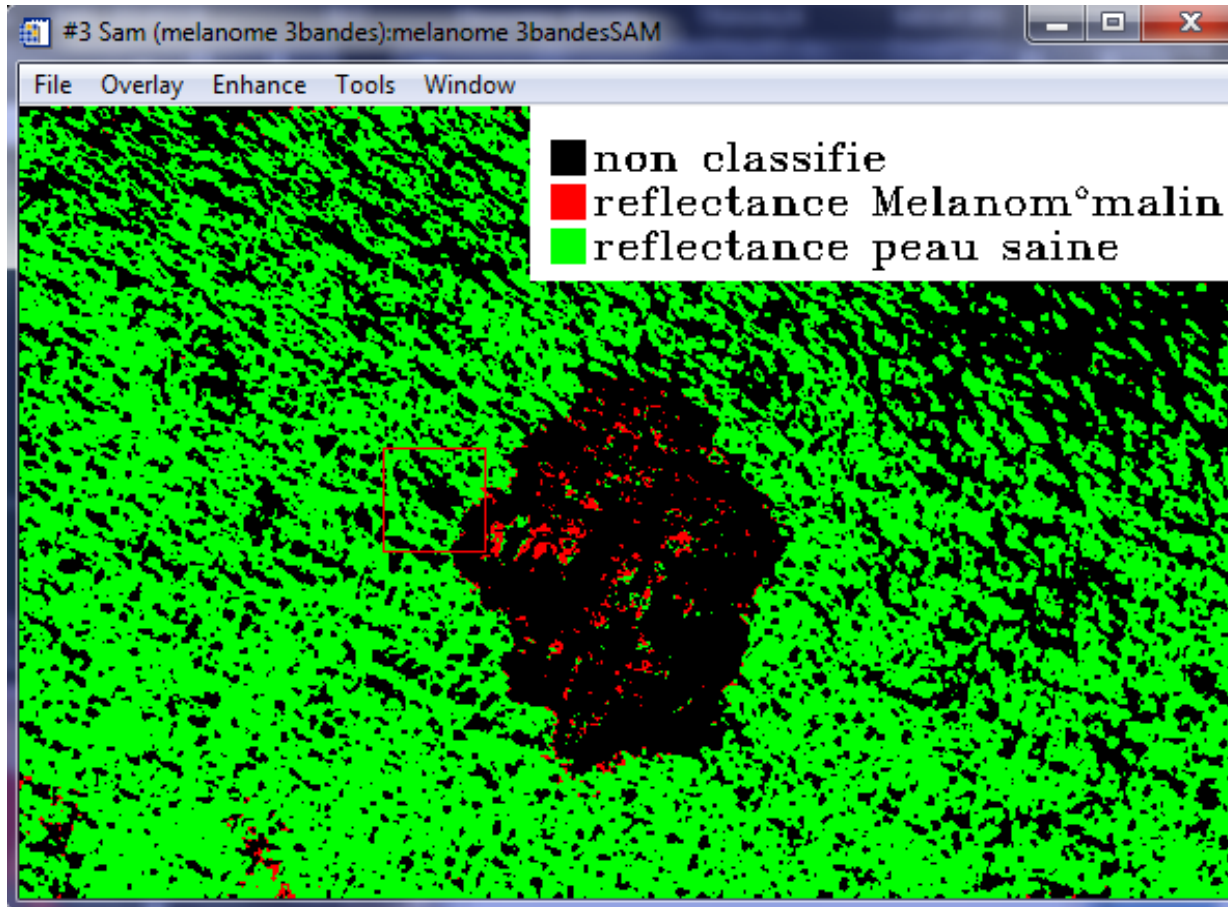 #3 Sam (melanome 3bandes):melanome 3bandesSAM
File Overlay Enhance Tools Window
non classifie
reflectance Melanom°malin
reflectance peau saine